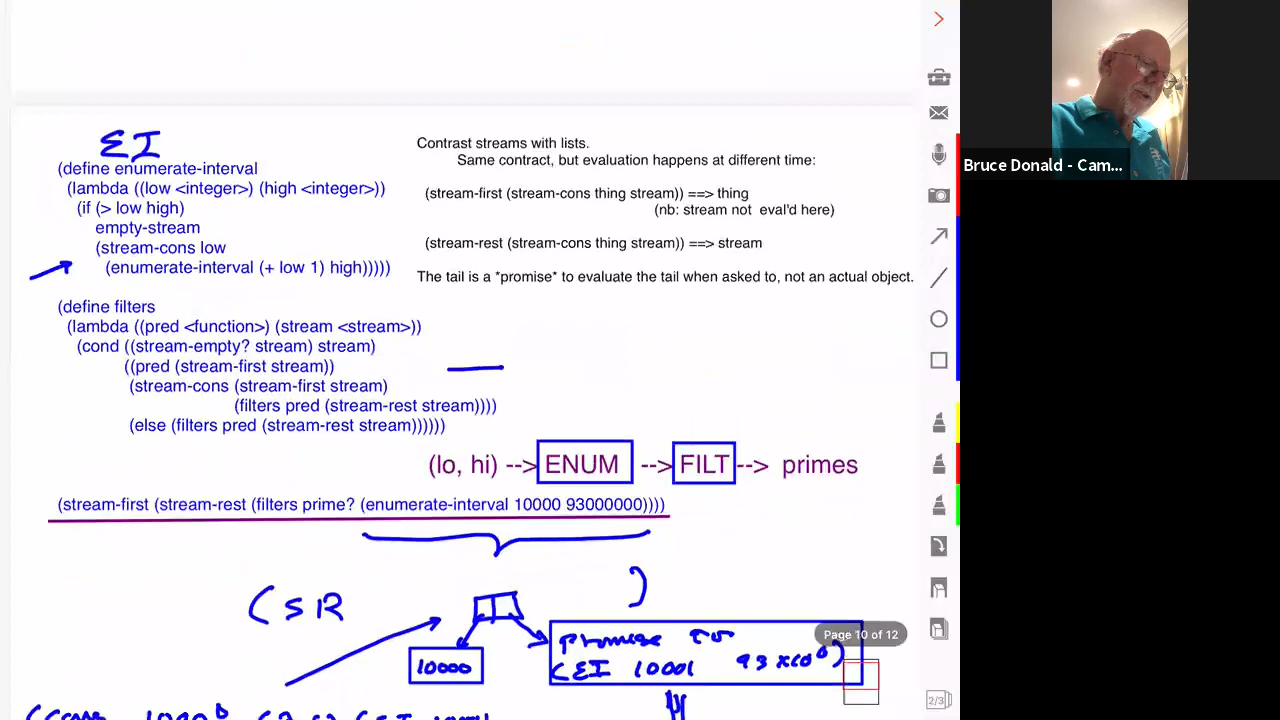 ΣI
(define enumerate-interval
(lambda ((low <integer>) (high <integer>))
(if (> low high)
empty-stream
(stream-cons low
(enumerate-interval (+ low 1) high)))))
(define filters
(lambda ((pred <function>) (stream <stream>))
(cond ((stream-empty? stream) stream)
((pred (stream-first stream))
(stream-cons (stream-first stream)
(filters pred (stream-rest stream))))
(else (filters pred (stream-rest stream))))))
Contrast streams with lists.
Same contract, but evaluation happens at different time:
(stream-first (stream-cons thing stream)) ==> thing
(nb: stream not eval'd here)
(stream-rest (stream-cons thing stream)) ==> stream
The tail is a *promise* to evaluate the tail when asked to, not an actual object.
(lo, hi) --> ENUM --> FILT --> primes
(stream-first (stream-rest (filters prime? (enumerate-interval 10000 93000000))))
(SR )
10000
promise to
(ΣI 10001 93 x10⁶)
Page 10 of 12
2/3
Bruce Donald - Cam...